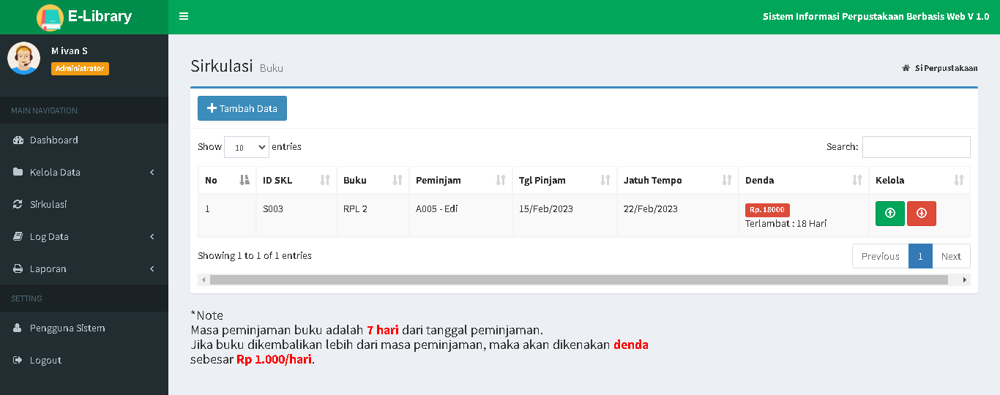 E-Library
Sistem Informasi Perpustakaan Berbasis Web V 1.0
M ivan S
Administrator
MAIN NAVIGATION
Dashboard
Kelola Data
Sirkulasi
Log Data
Laporan
SETTING
Pengguna Sistem
Logout
Sirkulasi Buku
Si Perpustakaan
Tambah Data
Show 10 entries
Search:
No ID SKL Buku Peminjam Tgl Pinjam Jatuh Tempo Denda Kelola
1 S003 RPL 2 A005 - Edi 15/Feb/2023 22/Feb/2023 Rp. 18000
Terlambat : 18 Hari
Showing 1 to 1 of 1 entries
Previous 1 Next
*Note
Masa peminjaman buku adalah 7 hari dari tanggal peminjaman.
Jika buku dikembalikan lebih dari masa peminjaman, maka akan dikenakan denda
sebesar Rp 1.000/hari.